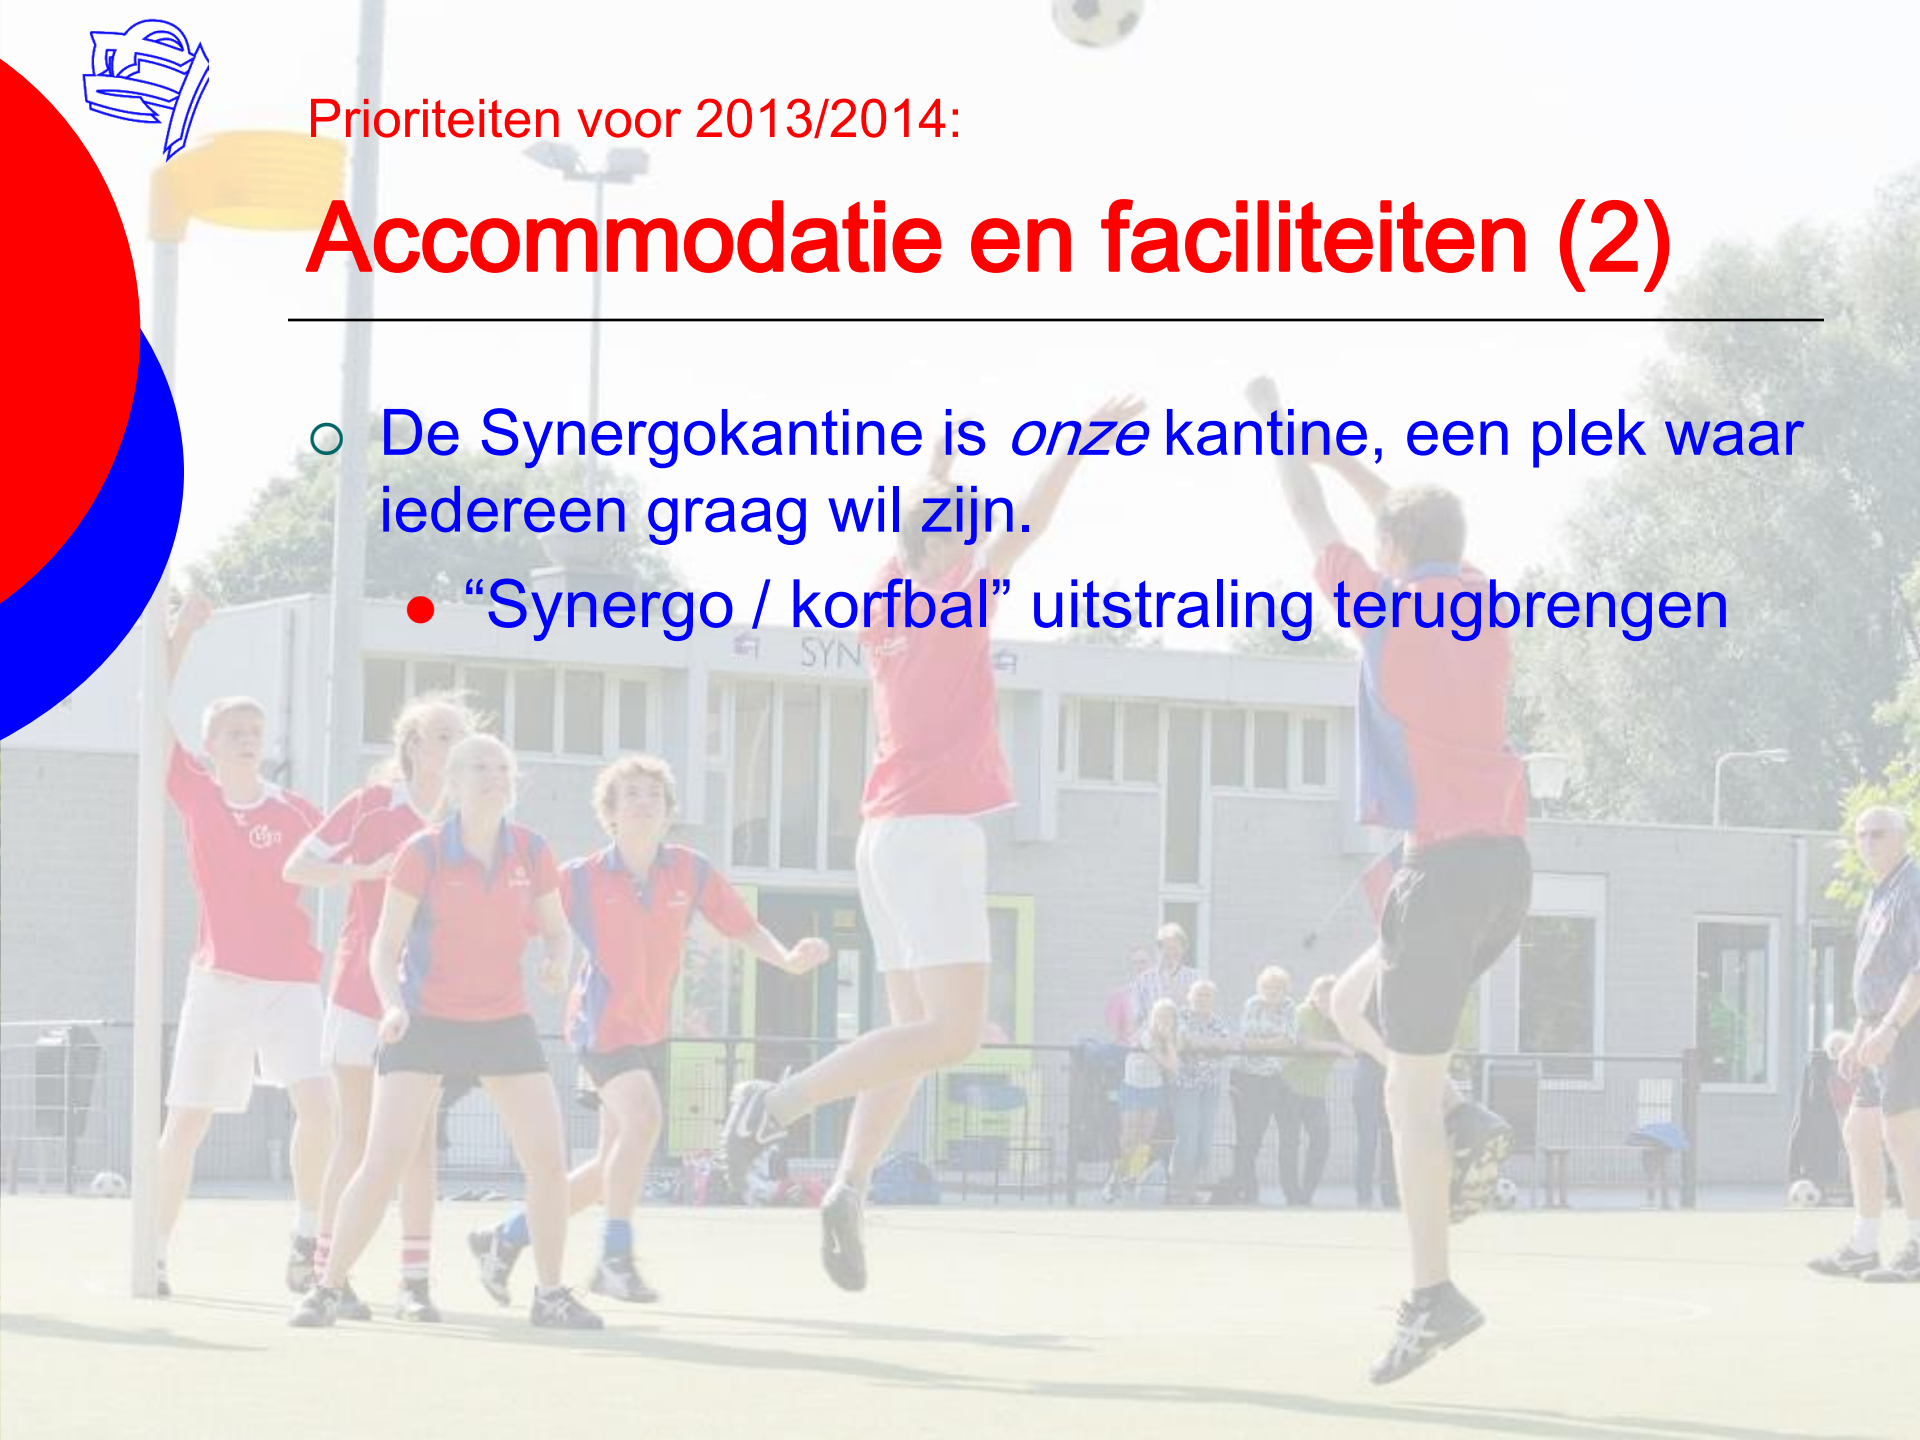 Prioriteiten voor 2013/2014:
Accommodatie en faciliteiten (2)
De Synergokantine is onze kantine, een plek waar
iedereen graag wil zijn.
“Synergo / korfbal” uitstraling terugbrengen
SYN